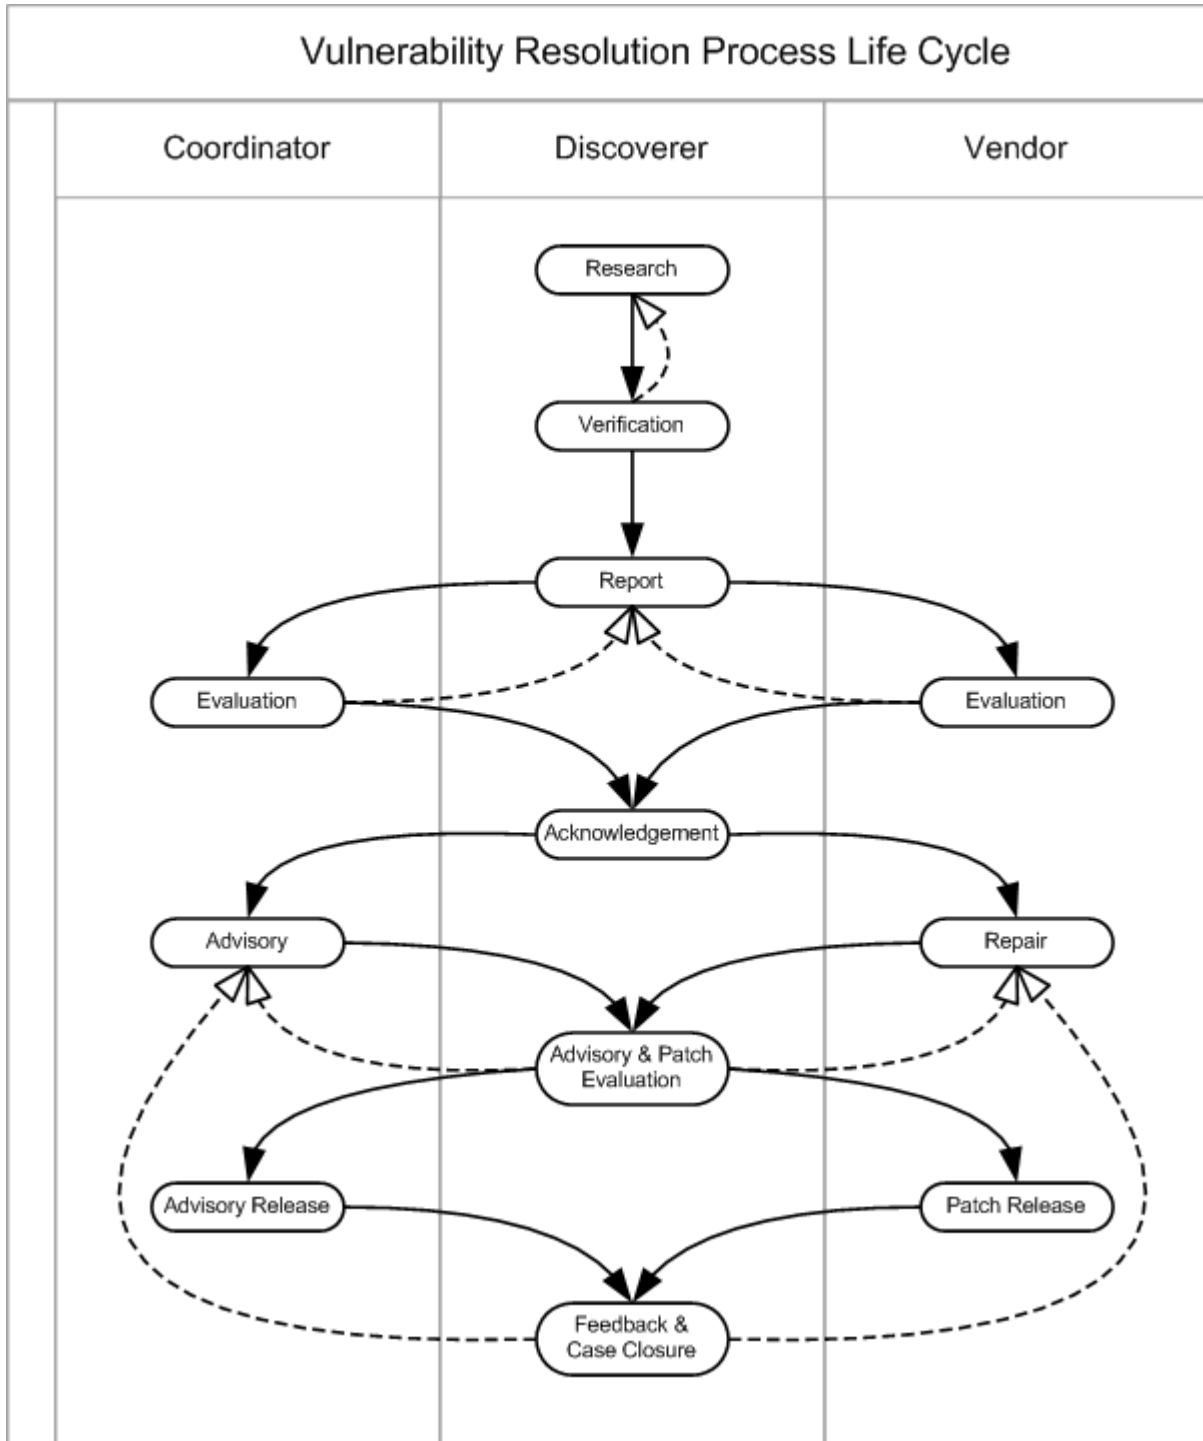 Vulnerability Resolution Process Life Cycle
Coordinator
Discoverer
Vendor
Research
Verification
Report
Evaluation
Evaluation
Acknowledgement
Advisory
Repair
Advisory & Patch
Evaluation
Advisory Release
Patch Release
Feedback &
Case Closure